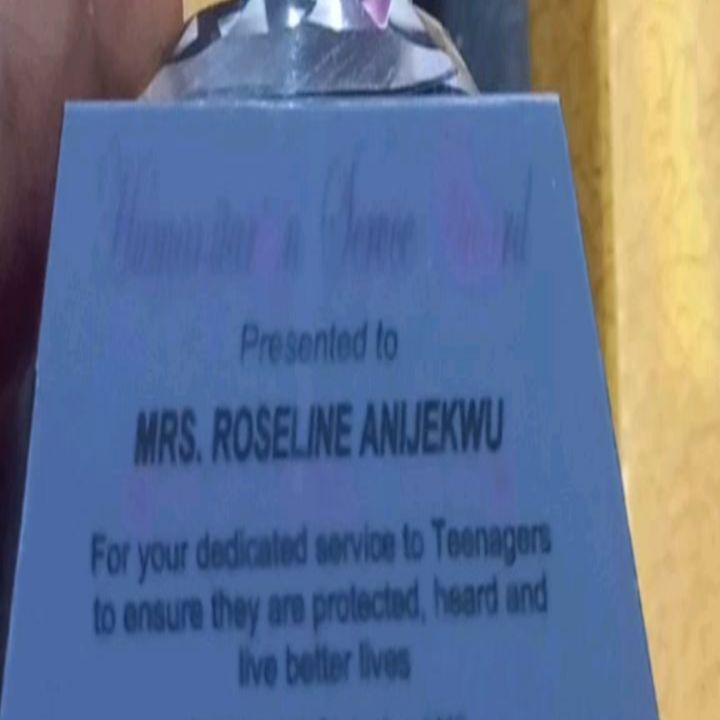 Presented to
MRS. ROSELINE ANIJEKWU
For your dedicated service to Teenagers
to ensure they are protected, heard and
live better lives